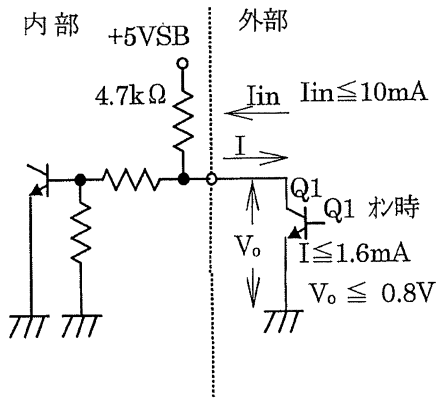 内部
外部
+5VSB
4.7kΩ
Iin
Iin≦10mA
I
Q1
Q1 オン時
Vo
I≦1.6mA
Vo ≦ 0.8V